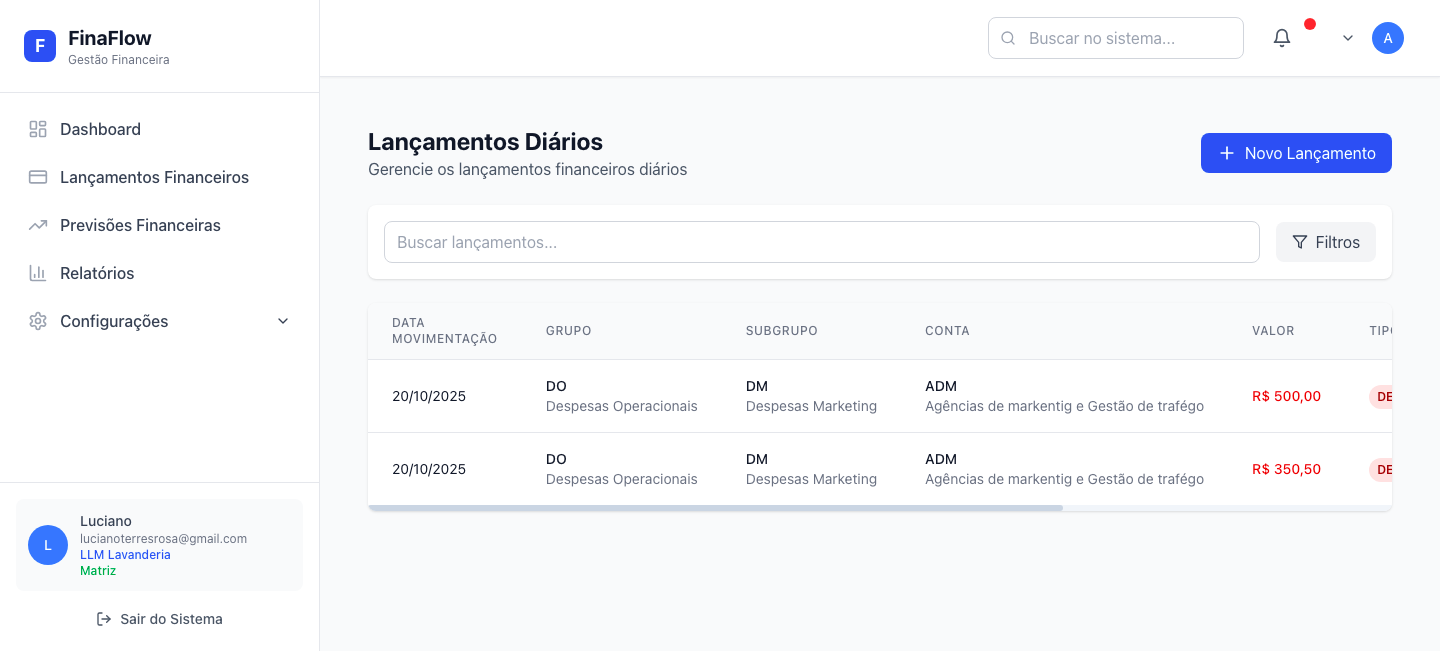 F
FinaFlow
Gestão Financeira
Buscar no sistema...
A
Dashboard
Lançamentos Financeiros
Previsões Financeiras
Relatórios
Configurações
Luciano
L
lucianoterresrosa@gmail.com
LLM Lavanderia
Matriz
Sair do Sistema
Lançamentos Diários
Gerencie os lançamentos financeiros diários
Novo Lançamento
Buscar lançamentos...
Filtros
DATA MOVIMENTAÇÃO GRUPO SUBGRUPO CONTA VALOR TIPO
20/10/2025 DO DM ADM R$ 500,00 DE
Despesas Operacionais Despesas Marketing Agências de markentig e Gestão de trafégo
20/10/2025 DO DM ADM R$ 350,50 DE
Despesas Operacionais Despesas Marketing Agências de markentig e Gestão de trafégo